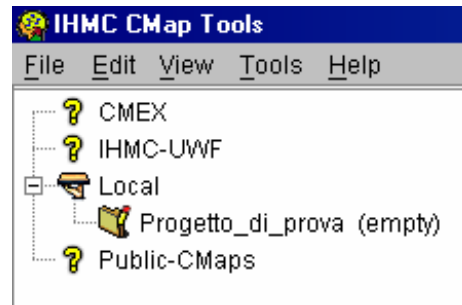 IHMC CMap Tools
File Edit View Tools Help
CMEX
IHMC-UWF
Local
Progetto_di_prova (empty)
Public-CMaps